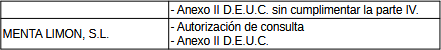 - Anexo II D.E.U.C. sin cumplimentar la parte IV.
MENTA LIMON, S.L.
- Autorización de consulta
- Anexo II D.E.U.C.